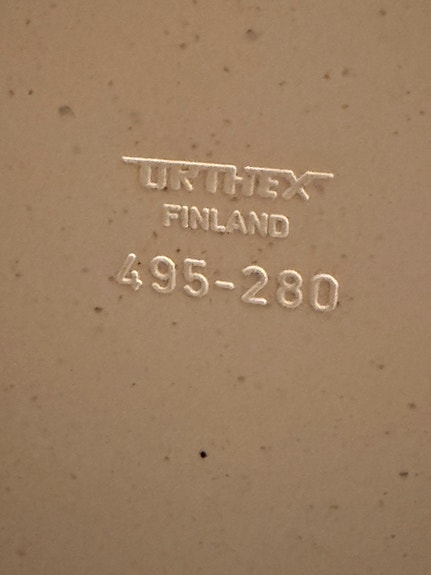 ORTHEX
FINLAND
495-280